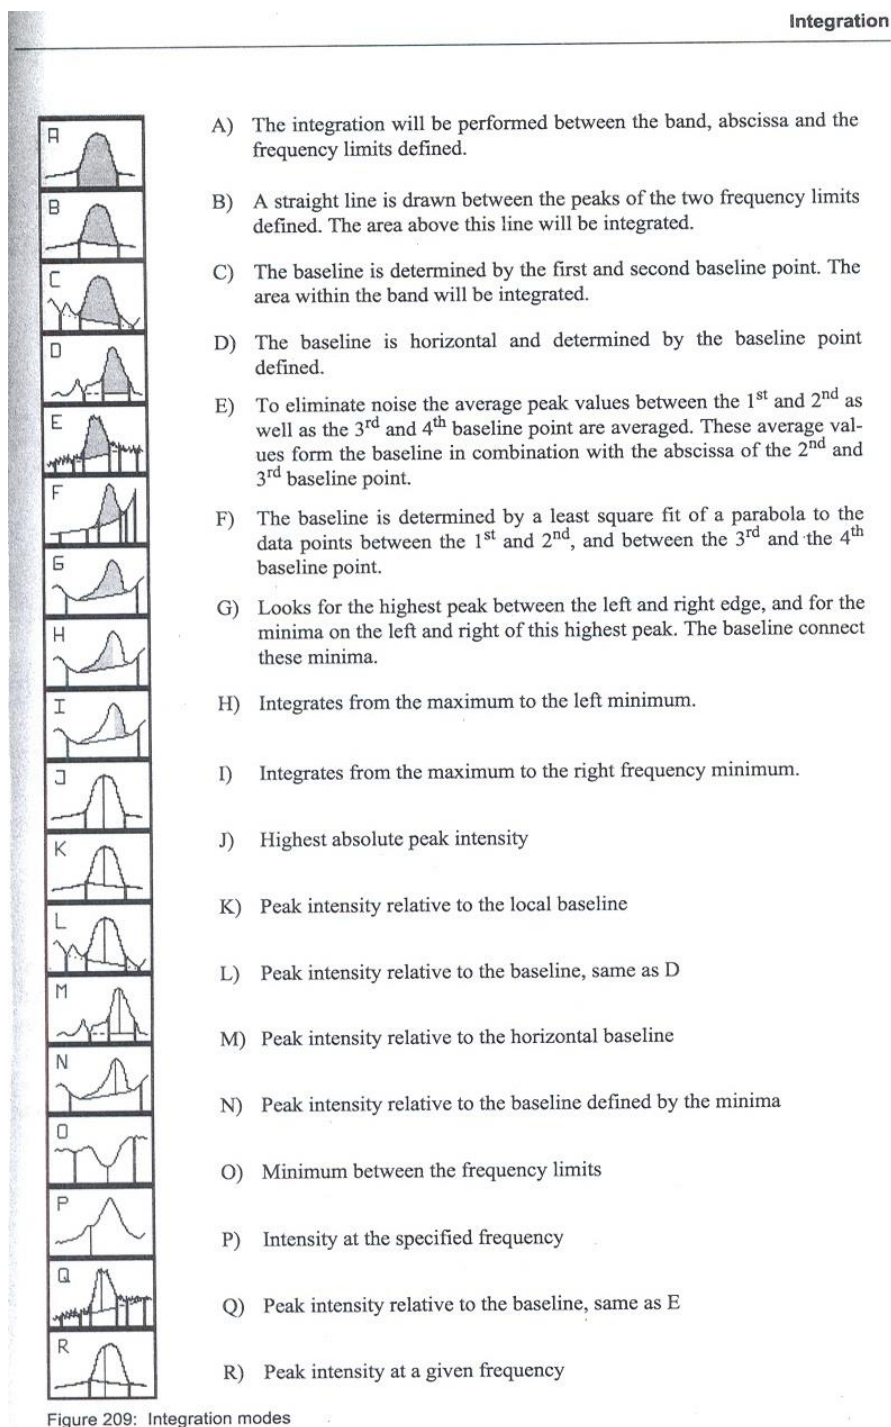 Integration
A
A) The integration will be performed between the band, abscissa and the
frequency limits defined.
B
B) A straight line is drawn between the peaks of the two frequency limits
defined. The area above this line will be integrated.
C
C) The baseline is determined by the first and second baseline point. The
area within the band will be integrated.
D
D) The baseline is horizontal and determined by the baseline point
defined.
E
E) To eliminate noise the average peak values between the 1st and 2nd as
well as the 3rd and 4th baseline point are averaged. These average val-
ues form the baseline in combination with the abscissa of the 2nd and
3rd baseline point.
F
F) The baseline is determined by a least square fit of a parabola to the
data points between the 1st and 2nd, and between the 3rd and the 4th
baseline point.
G
G) Looks for the highest peak between the left and right edge, and for the
minima on the left and right of this highest peak. The baseline connect
these minima.
H
H) Integrates from the maximum to the left minimum.
I
I) Integrates from the maximum to the right frequency minimum.
J
J) Highest absolute peak intensity
K
K) Peak intensity relative to the local baseline
L
L) Peak intensity relative to the baseline, same as D
M
M) Peak intensity relative to the horizontal baseline
N
N) Peak intensity relative to the baseline defined by the minima
O
O) Minimum between the frequency limits
P
P) Intensity at the specified frequency
Q
Q) Peak intensity relative to the baseline, same as E
R
R) Peak intensity at a given frequency
Figure 209: Integration modes